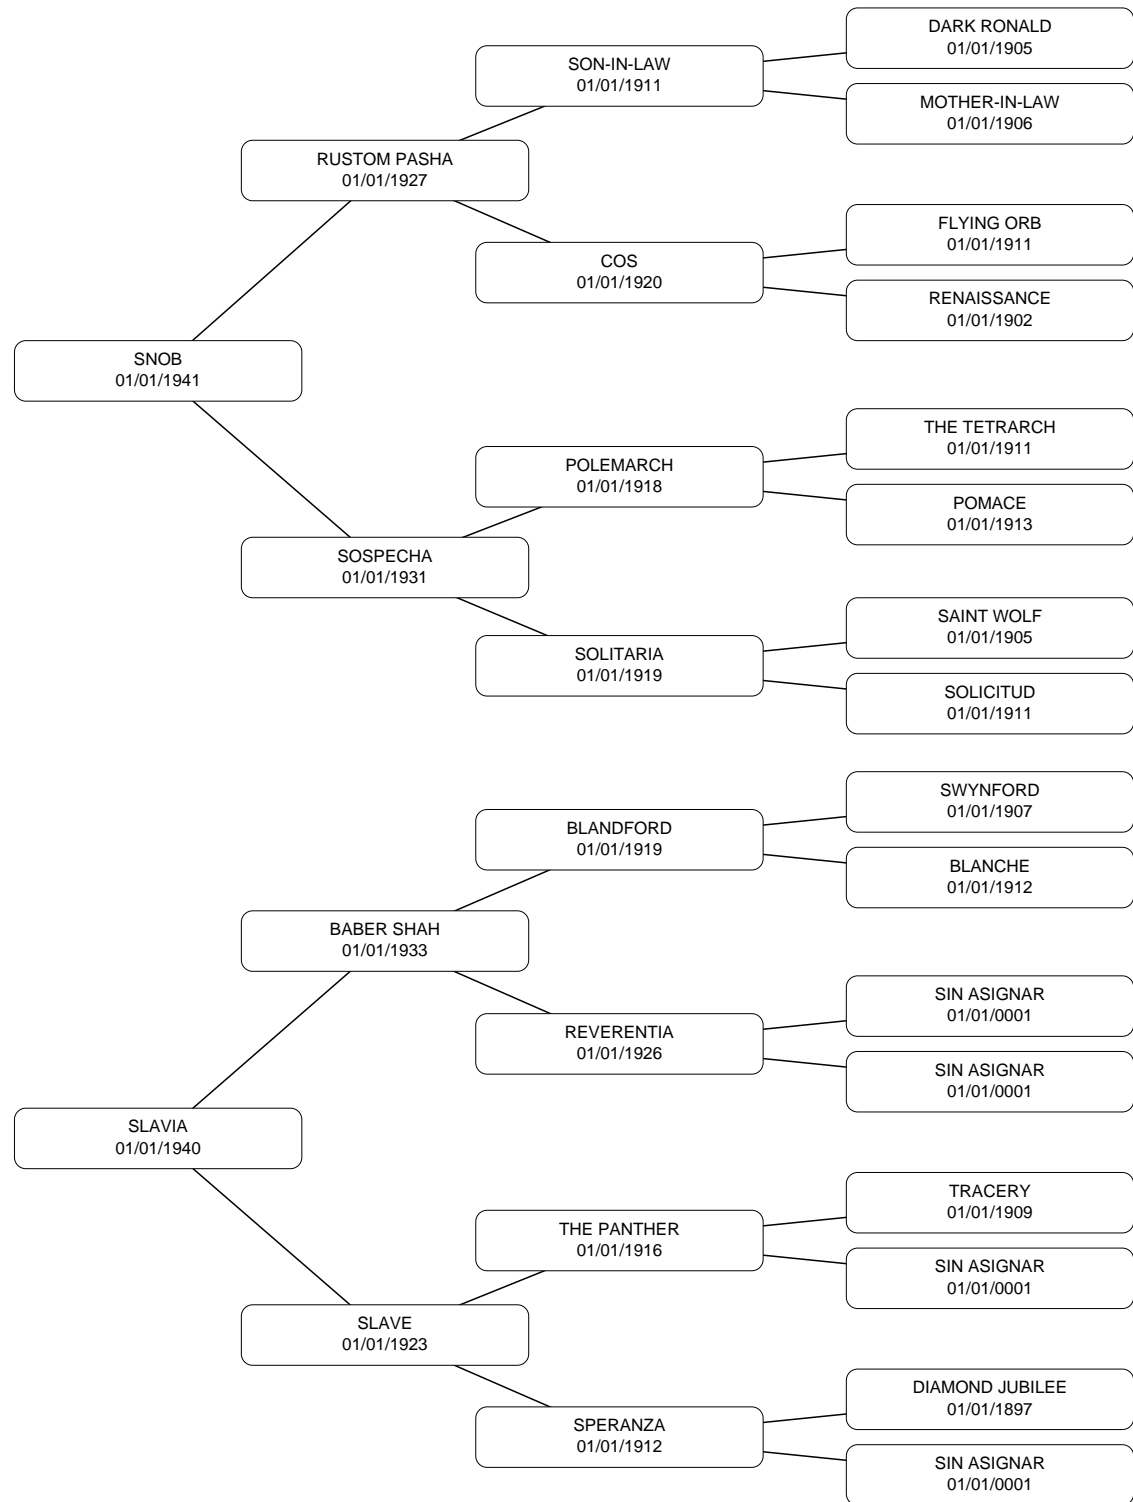 DARK RONALD
01/01/1905
SON-IN-LAW
01/01/1911
MOTHER-IN-LAW
01/01/1906
RUSTOM PASHA
01/01/1927
FLYING ORB
01/01/1911
COS
01/01/1920
RENAISSANCE
01/01/1902
SNOB
01/01/1941
THE TETRARCH
01/01/1911
POLEMARCH
01/01/1918
POMACE
01/01/1913
SOSPECHA
01/01/1931
SAINT WOLF
01/01/1905
SOLITARIA
01/01/1919
SOLICITUD
01/01/1911
SWYNFORD
01/01/1907
BLANDFORD
01/01/1919
BLANCHE
01/01/1912
BABER SHAH
01/01/1933
SIN ASIGNAR
01/01/0001
REVERENTIA
01/01/1926
SIN ASIGNAR
01/01/0001
SLAVIA
01/01/1940
TRACERY
01/01/1909
THE PANTHER
01/01/1916
SIN ASIGNAR
01/01/0001
SLAVE
01/01/1923
DIAMOND JUBILEE
01/01/1897
SPERANZA
01/01/1912
SIN ASIGNAR
01/01/0001